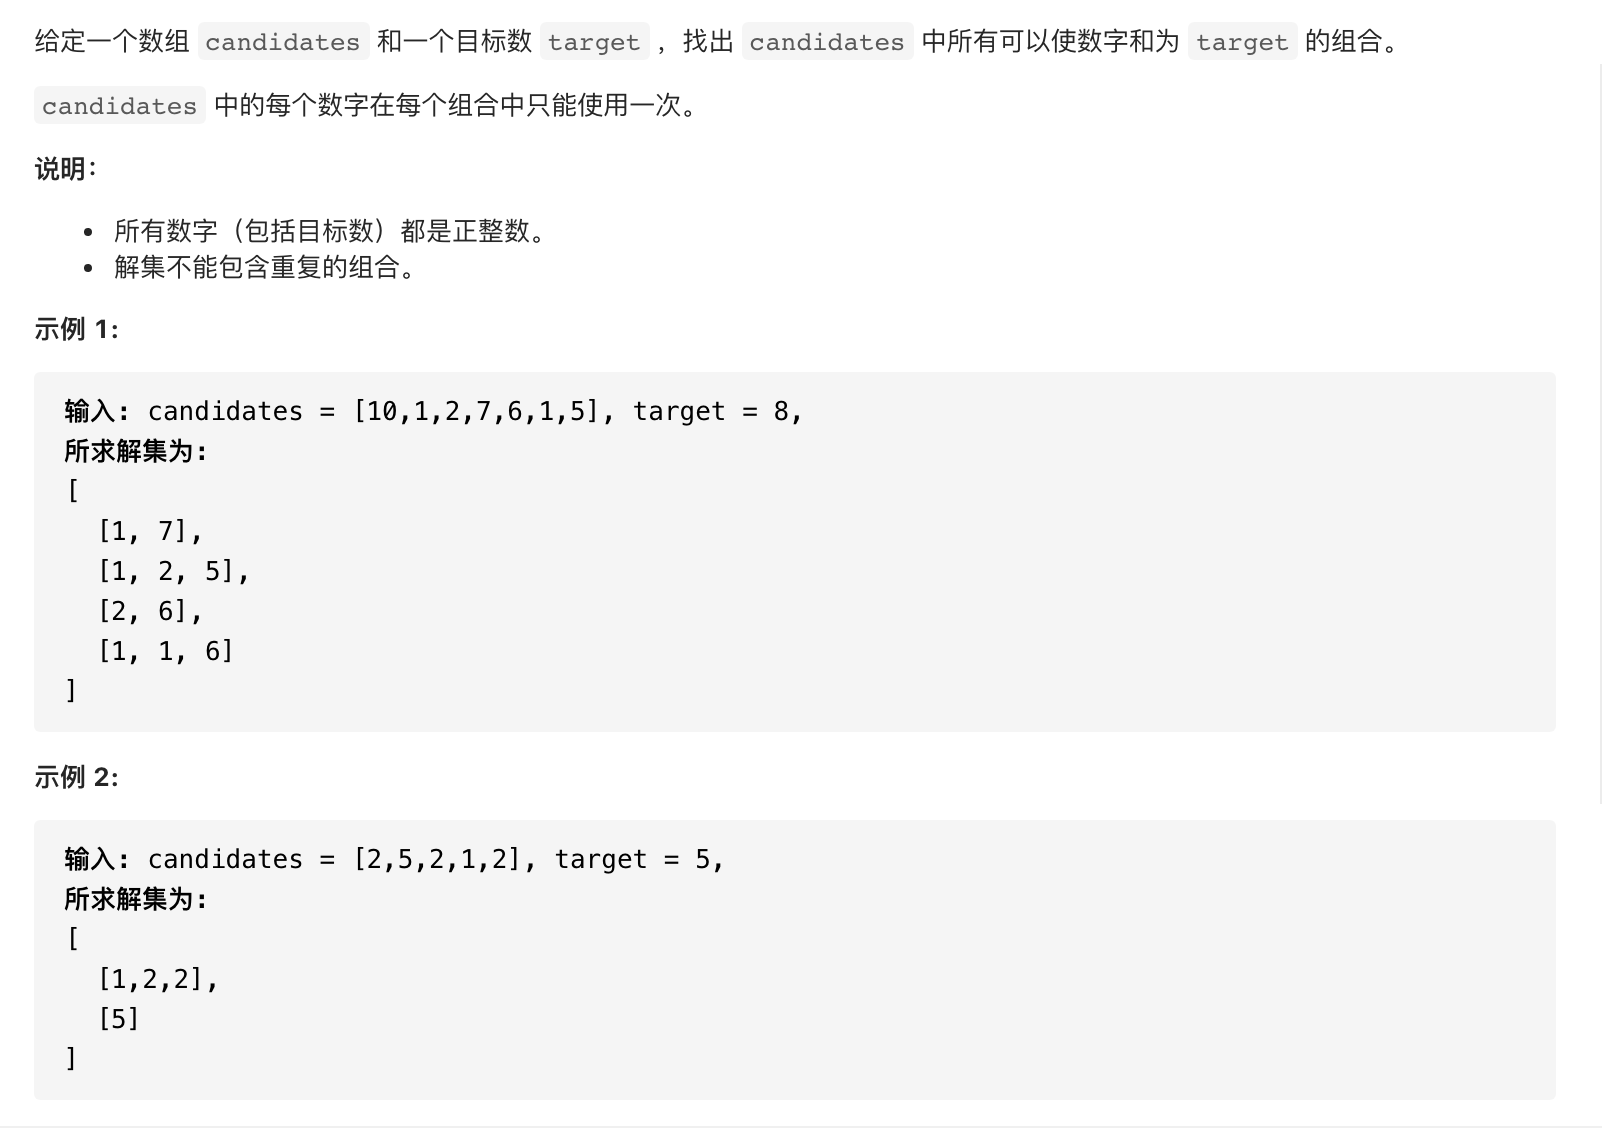 给定一个数组 candidates 和一个目标数 target ，找出 candidates 中所有可以使数字和为 target 的组合。
candidates 中的每个数字在每个组合中只能使用一次。
说明：
• 所有数字（包括目标数）都是正整数。
• 解集不能包含重复的组合。
示例 1:
输入: candidates = [10,1,2,7,6,1,5], target = 8,
所求解集为:
[
[1, 7],
[1, 2, 5],
[2, 6],
[1, 1, 6]
]
示例 2:
输入: candidates = [2,5,2,1,2], target = 5,
所求解集为:
[
[1,2,2],
[5]
]